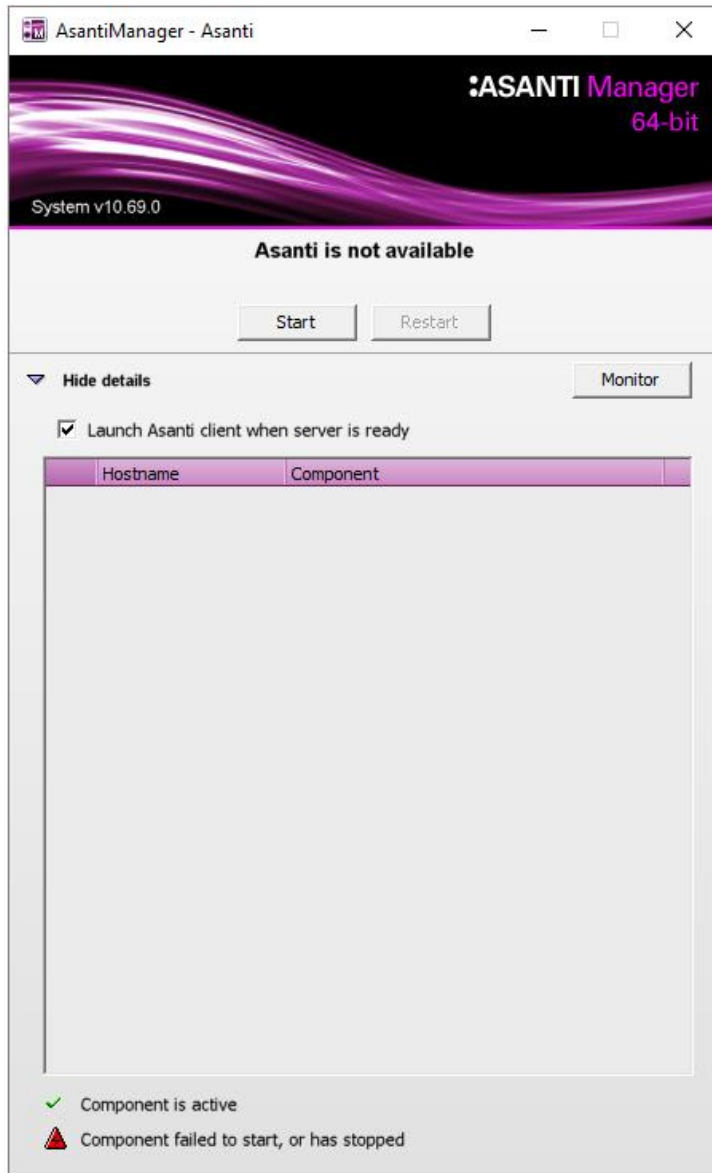 AsantiManager - Asanti
:ASANTI Manager
64-bit
System v10.69.0
Asanti is not available
Start Restart
Hide details Monitor
Launch Asanti client when server is ready
Hostname Component
Component is active
Component failed to start, or has stopped